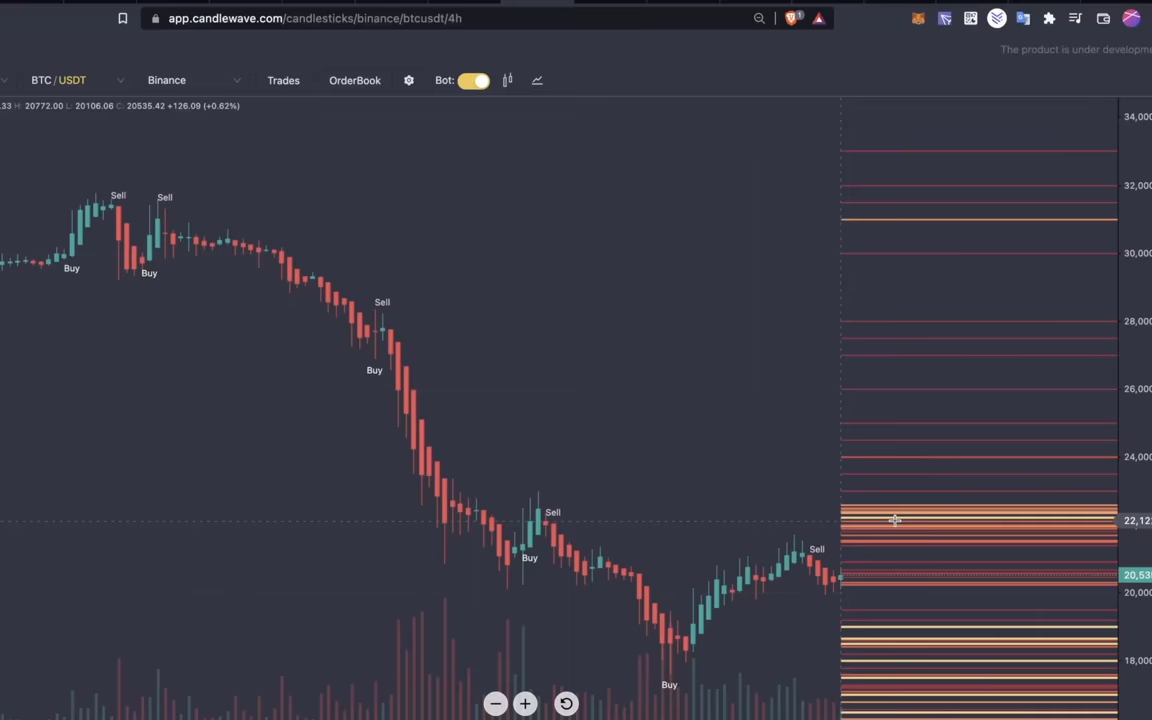 app.candlewave.com/candlesticks/binance/btcusdt/4h
1
The product is under developme
BTC / USDT
Binance
Trades
OrderBook
Bot:
.33 H: 20772.00 L: 20106.06 C: 20535.42 +126.09 (+0.62%)
34,000
Sell
Sell
32,000
Buy
Buy
30,000
Sell
28,000
Buy
26,000
24,000
Sell
22,12
Buy
Sell
20,53
20,000
18,000
Buy